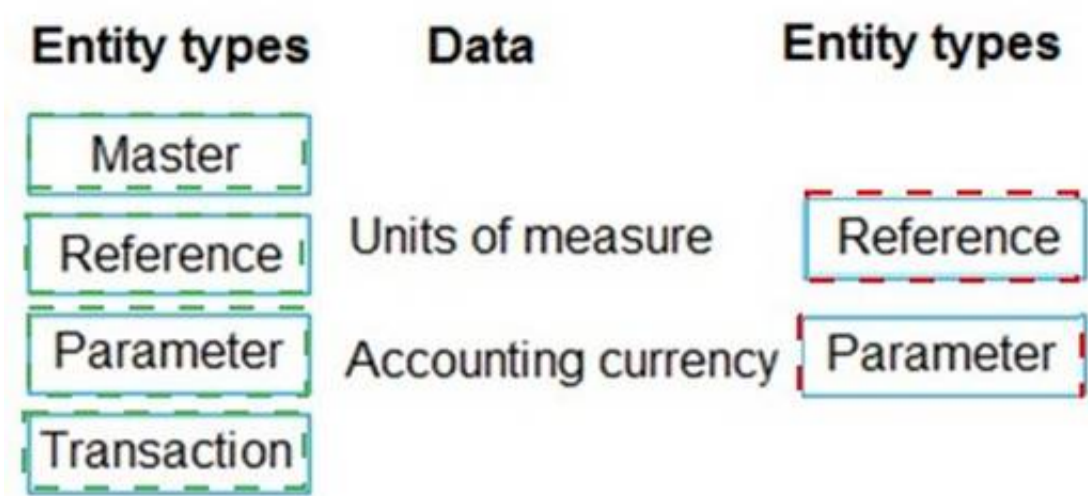 Entity types Data Entity types
Master
Reference Units of measure Reference
Parameter Accounting currency Parameter
Transaction